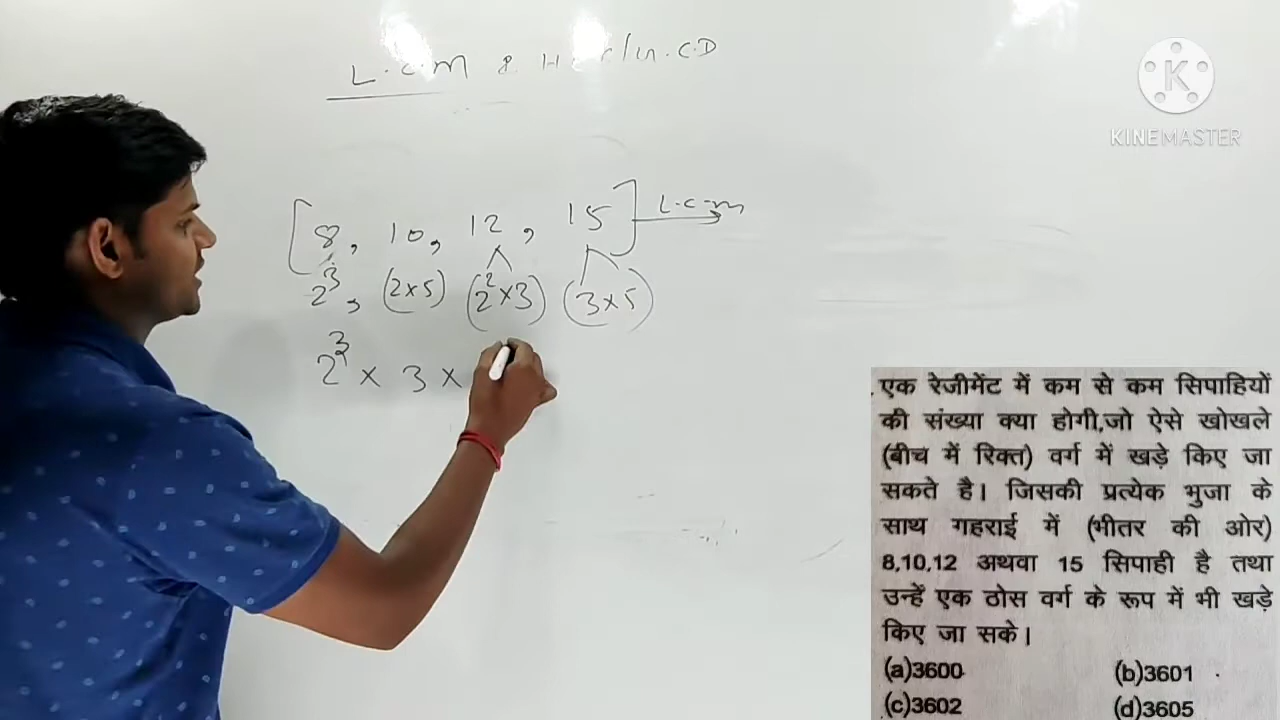 L.C.M & H.C.F/G.C.D
KINEMASTER
[8, 10, 12, 15] L.C.M
2³, (2×5) (2²×3) (3×5)
2³ × 3 ×
एक रेजीमेंट में कम से कम सिपाहियों
की संख्या क्या होगी,जो ऐसे खोखले
(बीच में रिक्त) वर्ग में खड़े किए जा
सकते है। जिसकी प्रत्येक भुजा के
साथ गहराई में (भीतर की ओर)
8,10,12 अथवा 15 सिपाही है तथा
उन्हें एक ठोस वर्ग के रूप में भी खड़े
किए जा सके।
(a)3600 (b)3601
(c)3602 (d)3605